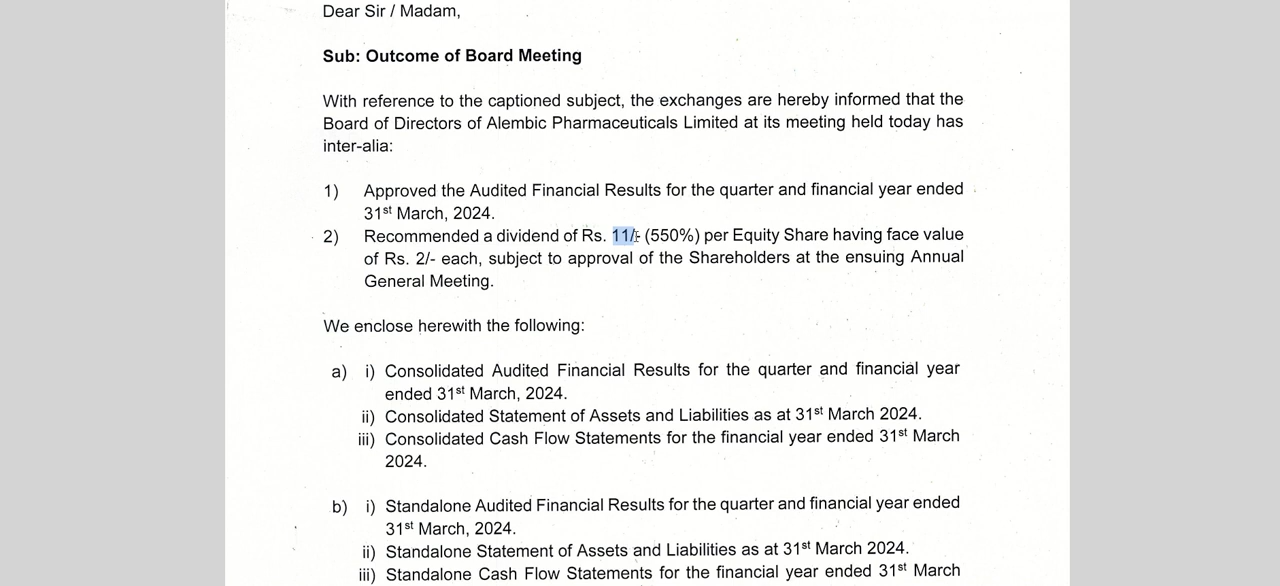 Dear Sir / Madam,
Sub: Outcome of Board Meeting
With reference to the captioned subject, the exchanges are hereby informed that the
Board of Directors of Alembic Pharmaceuticals Limited at its meeting held today has
inter-alia:
1) Approved the Audited Financial Results for the quarter and financial year ended
31st March, 2024.
2) Recommended a dividend of Rs. 11/- (550%) per Equity Share having face value
of Rs. 2/- each, subject to approval of the Shareholders at the ensuing Annual
General Meeting.
We enclose herewith the following:
a) i) Consolidated Audited Financial Results for the quarter and financial year
ended 31st March, 2024.
ii) Consolidated Statement of Assets and Liabilities as at 31st March 2024.
iii) Consolidated Cash Flow Statements for the financial year ended 31st March
2024.
b) i) Standalone Audited Financial Results for the quarter and financial year ended
31st March, 2024.
ii) Standalone Statement of Assets and Liabilities as at 31st March 2024.
iii) Standalone Cash Flow Statements for the financial year ended 31st March